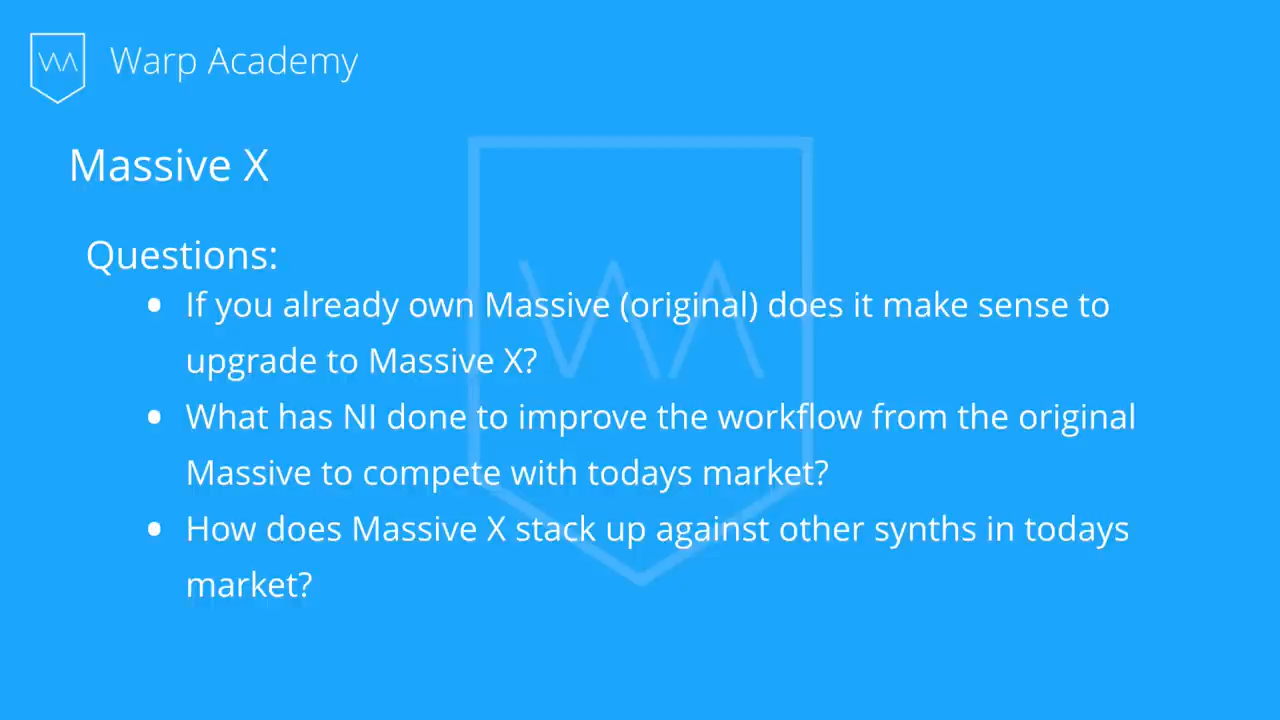 WA Warp Academy
Massive X
Questions:
• If you already own Massive (original) does it make sense to
upgrade to Massive X?
• What has NI done to improve the workflow from the original
Massive to compete with todays market?
• How does Massive X stack up against other synths in todays
market?
WA